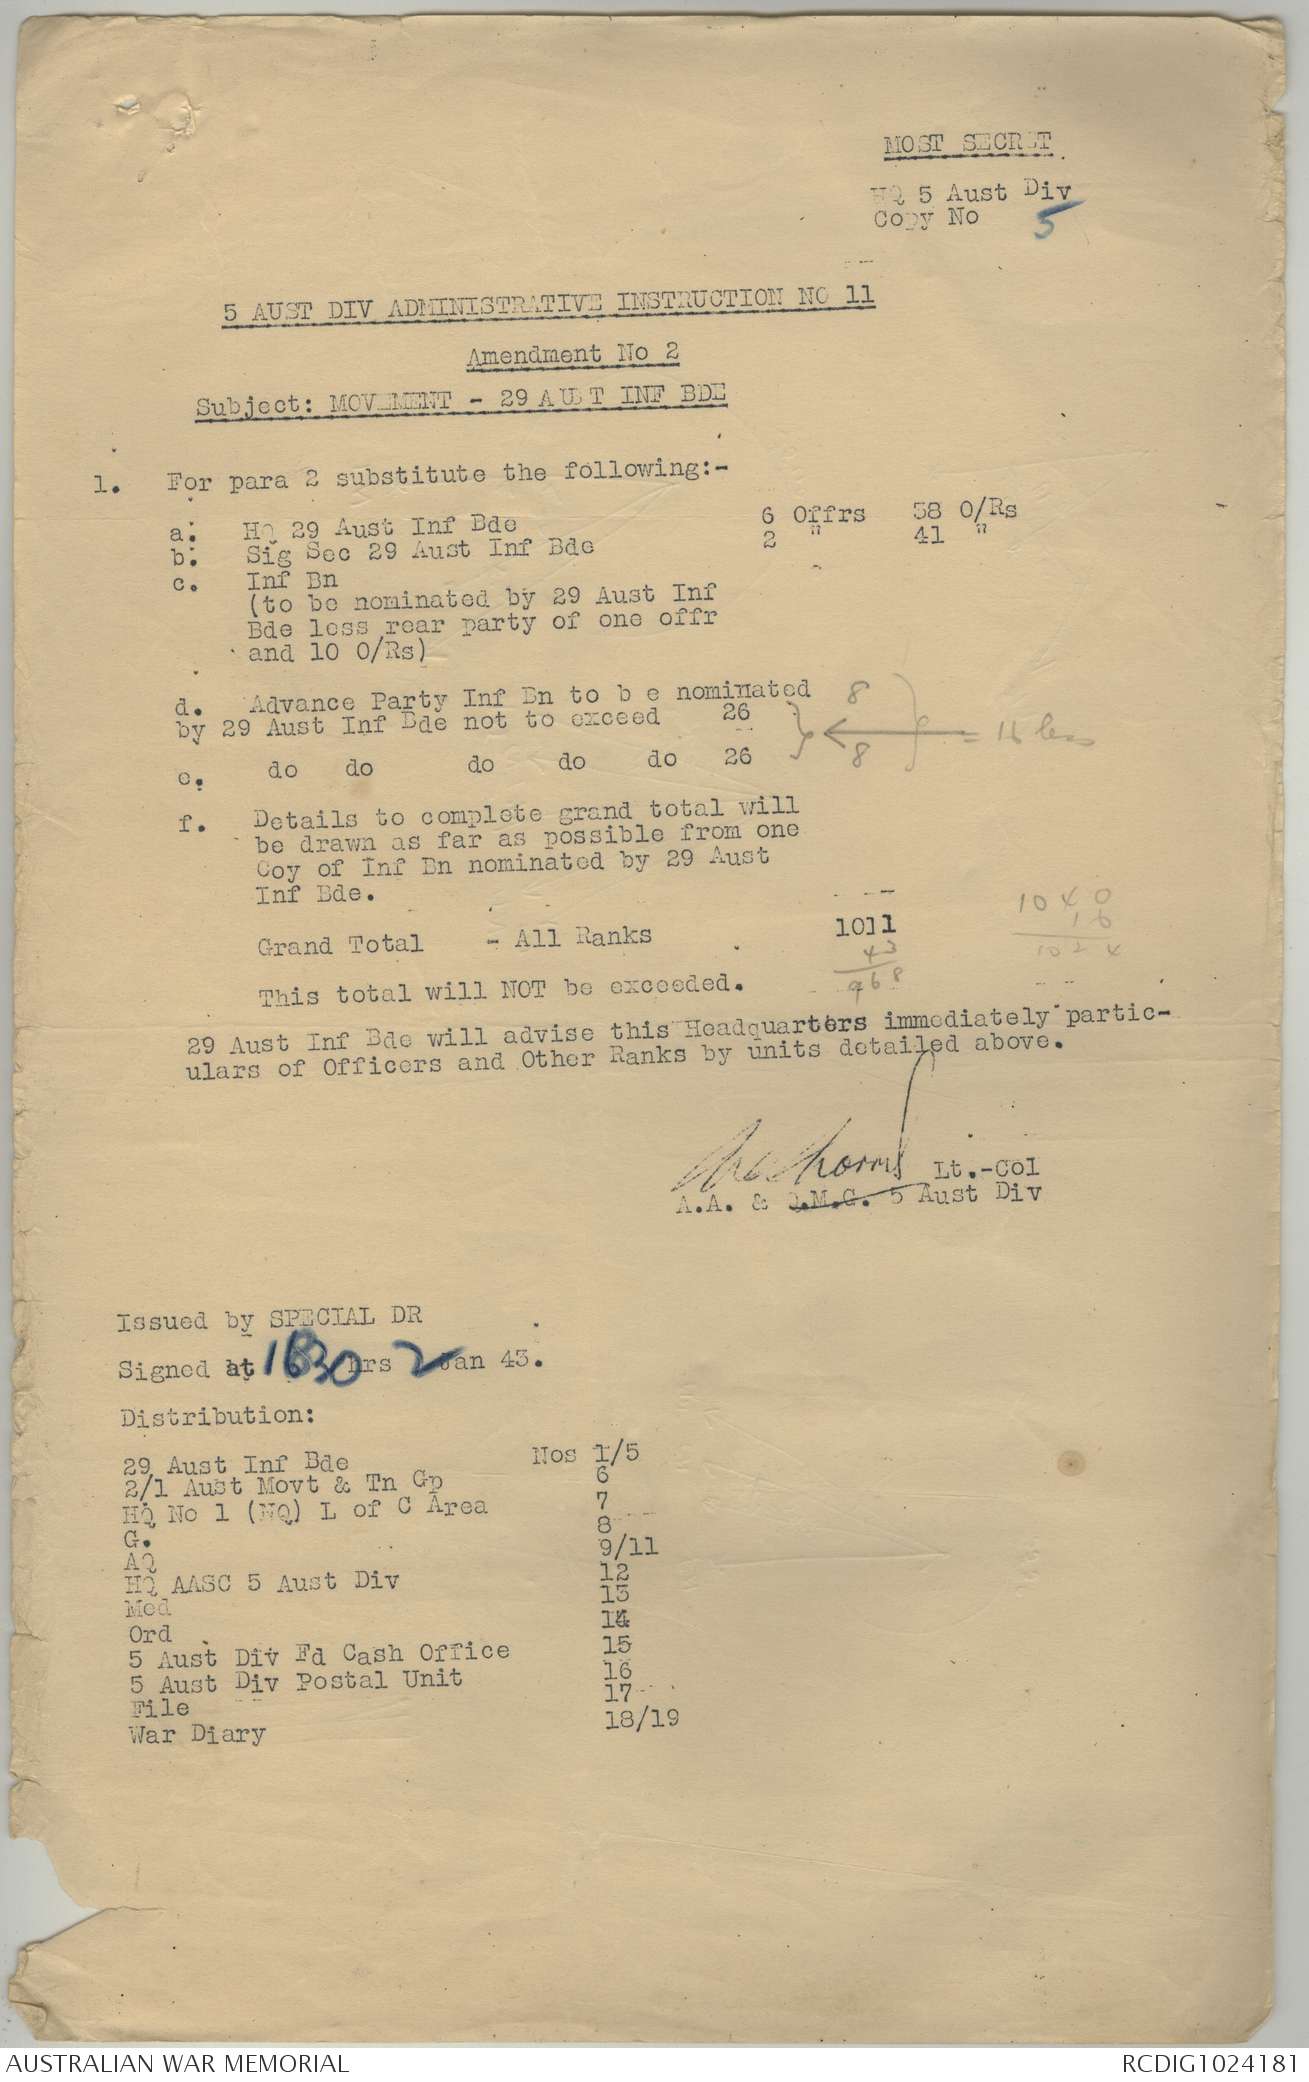 MOST SECRET
HQ 5 Aust Div
Copy No 5
5 AUST DIV ADMINISTRATIVE INSTRUCTION NO 11
Amendment No 2
Subject: MOVEMENT - 29 AUST INF BDE
1. For para 2 substitute the following:-
a. HQ 29 Aust Inf Bde 6 Offrs 58 O/Rs
b. Sig Sec 29 Aust Inf Bde 2 " 41 "
c. Inf Bn
(to be nominated by 29 Aust Inf
Bde less rear party of one offr
and 10 O/Rs)
d. Advance Party Inf Bn to b e nominated
by 29 Aust Inf Bde not to exceed 26
8
8
= 16 less
e. do do do do do 26
f. Details to complete grand total will
be drawn as far as possible from one
Coy of Inf Bn nominated by 29 Aust
Inf Bde.
Grand Total - All Ranks 1011
43
968
1040
16
1024
This total will NOT be exceeded.
29 Aust Inf Bde will advise this Headquarters immediately partic-
ulars of Officers and Other Ranks by units detailed above.
Lt.-Col
A.A. & Q.M.G. 5 Aust Div
Issued by SPECIAL DR
Signed at 1630 hrs 2 Jan 43.
Distribution:
29 Aust Inf Bde Nos 1/5
2/1 Aust Movt & Tn Gp 6
HQ No 1 (NQ) L of C Area 7
G. 8
AQ 9/11
HQ AASC 5 Aust Div 12
Med 13
Ord 14
5 Aust Div Fd Cash Office 15
5 Aust Div Postal Unit 16
File 17
War Diary 18/19
AUSTRALIAN WAR MEMORIAL RCDIG1024181